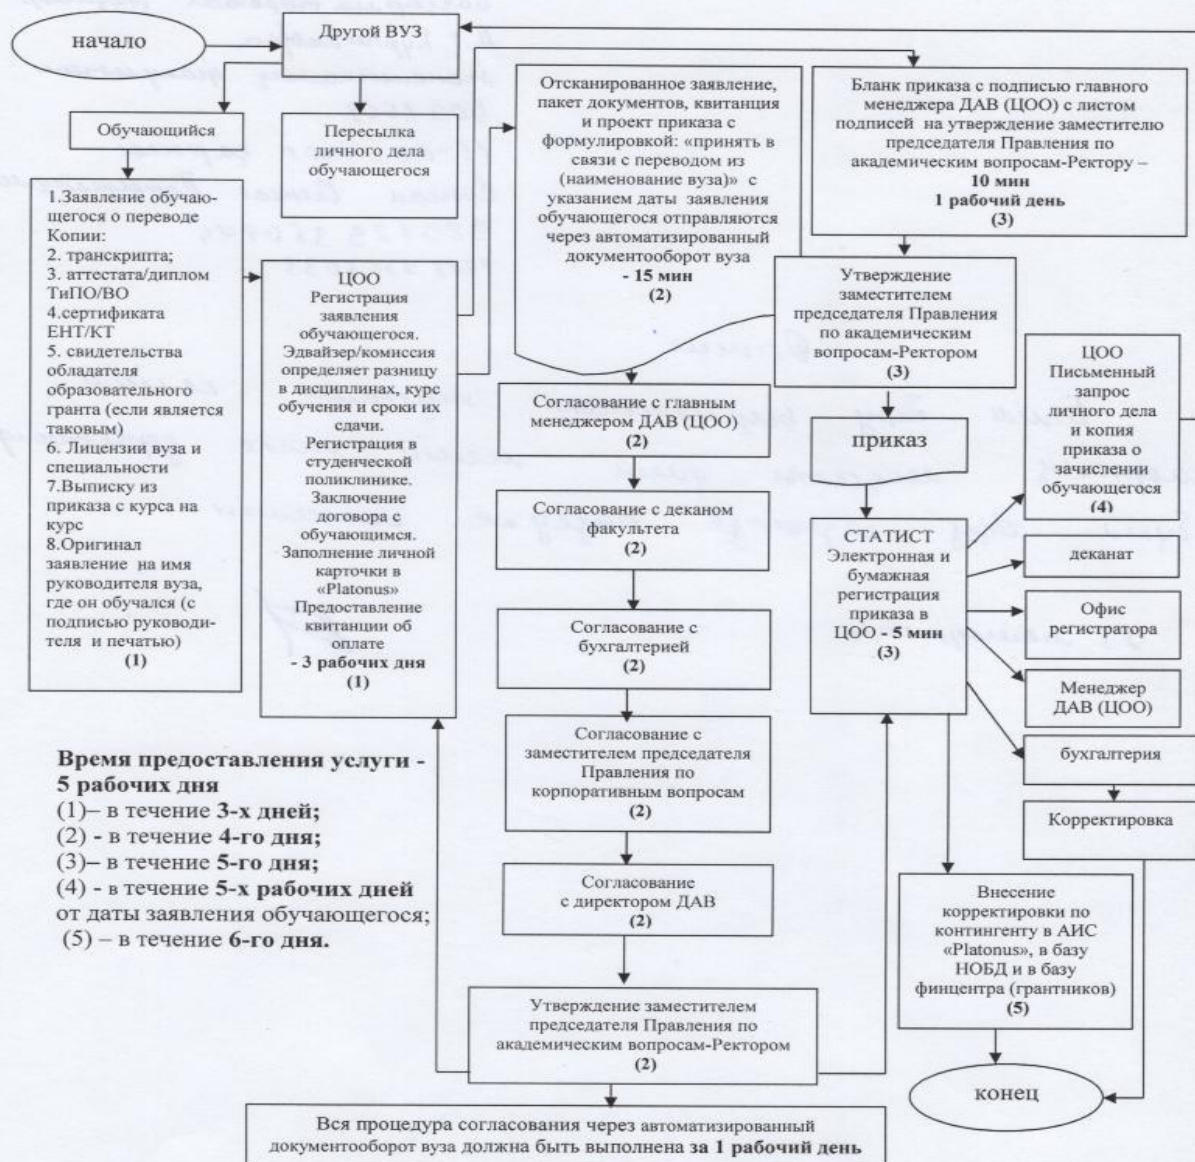 начало
Другой ВУЗ
Обучающийся
Пересылка
личного дела
обучающегося
1.Заявление обучаю-
щегося о переводе
Копии:
2. транскрипта;
3. аттестата/диплом
ТиПО/ВО
4.сертификата
ЕНТ/КТ
5. свидетельства
обладателя
образовательного
гранта (если является
таковым)
6. Лицензии вуза и
специальности
7.Выписку из
приказа с курса на
курс
8.Оригинал
заявление на имя
руководителя вуза,
где он обучался (с
подписью руководи-
теля и печатью)
(1)
ЦОО
Регистрация
заявления
обучающегося.
Эдвайзер/комиссия
определяет разницу
в дисциплинах, курс
обучения и сроки их
сдачи.
Регистрация в
студенческой
поликлинике.
Заключение
договора с
обучающимся.
Заполнение личной
карточки в
«Platonus»
Предоставление
квитанции об
оплате
- 3 рабочих дня
(1)
Отсканированное заявление,
пакет документов, квитанция
и проект приказа с
формулировкой: «принять в
связи с переводом из
(наименование вуза)» с
указанием даты заявления
обучающегося отправляются
через автоматизированный
документооборот вуза
- 15 мин
(2)
Согласование с главным
менеджером ДАВ (ЦОО)
(2)
Согласование с деканом
факультета
(2)
Согласование с
бухгалтерией
(2)
Согласование с
заместителем председателя
Правления по
корпоративным вопросам
(2)
Согласование
с директором ДАВ
(2)
Утверждение заместителем
председателя Правления по
академическим вопросам-Ректором
(2)
Вся процедура согласования через автоматизированный
документооборот вуза должна быть выполнена за 1 рабочий день
Бланк приказа с подписью главного
менеджера ДАВ (ЦОО) с листом
подписей на утверждение заместителю
председателя Правления по
академическим вопросам-Ректору –
10 мин
1 рабочий день
(3)
Утверждение
заместителем
председателя Правления
по академическим
вопросам-Ректором
(3)
приказ
СТАТИСТ
Электронная и
бумажная
регистрация
приказа в
ЦОО - 5 мин
(3)
ЦОО
Письменный
запрос
личного дела
и копия
приказа о
зачислении
обучающегося
(4)
деканат
Офис
регистратора
Менеджер
ДАВ (ЦОО)
бухгалтерия
Корректировка
Внесение
корректировки по
контингенту в АИС
«Platonus», в базу
НОБД и в базу
финцентра (грантников)
(5)
конец
Время предоставления услуги -
5 рабочих дня
(1)– в течение 3-х дней;
(2) - в течение 4-го дня;
(3)– в течение 5-го дня;
(4) - в течение 5-х рабочих дней
от даты заявления обучающегося;
(5) – в течение 6-го дня.